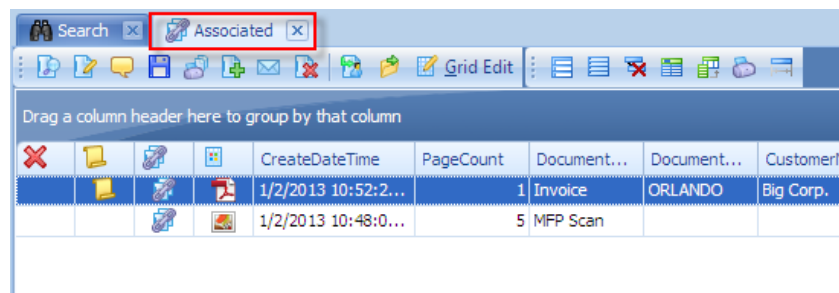 Search Associated
Grid Edit
Drag a column header here to group by that column
CreateDateTime PageCount Document... Document... Customer
1/2/2013 10:52:2... 1 Invoice ORLANDO Big Corp.
1/2/2013 10:48:0... 5 MFP Scan